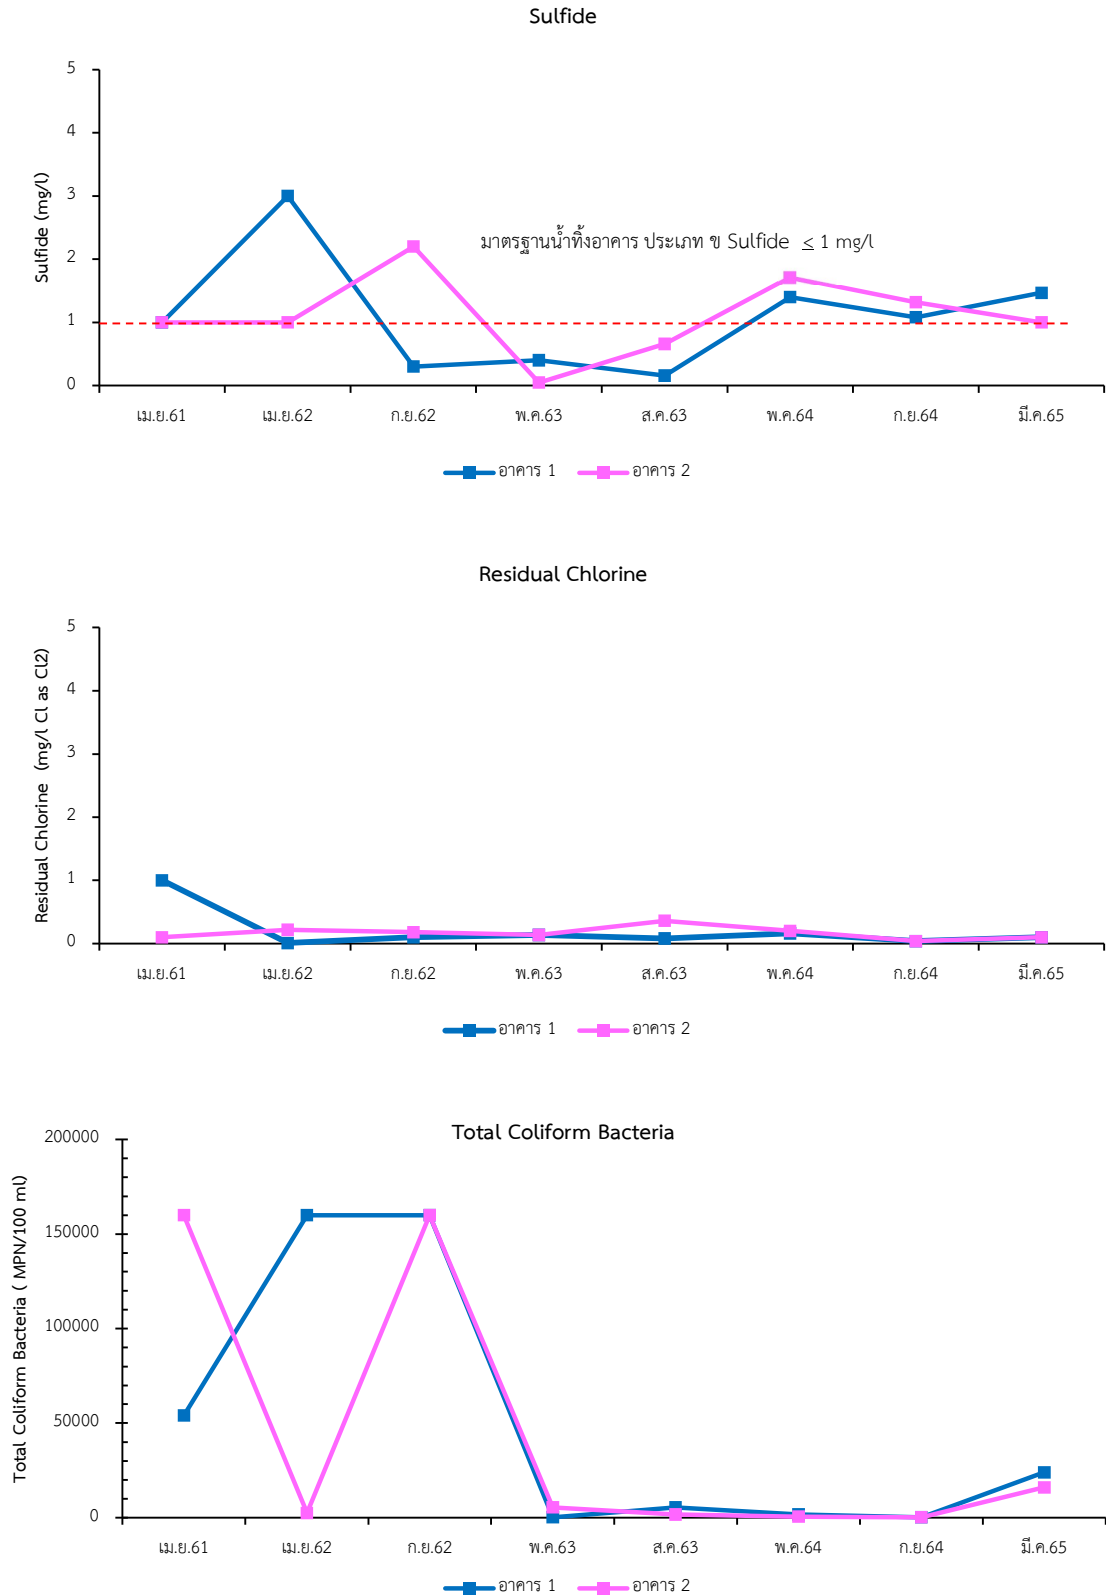 Sulfide
5
4
3
2
1
0
Sulfide (mg/l)
มาตรฐานน้ำทิ้งอาคาร ประเภท ข Sulfide ≤ 1 mg/l
เม.ย.61 เม.ย.62 ก.ย.62 พ.ค.63 ส.ค.63 พ.ค.64 ก.ย.64 มี.ค.65
อาคาร 1 อาคาร 2
Residual Chlorine
5
4
3
2
1
0
Residual Chlorine (mg/l Cl as Cl2)
เม.ย.61 เม.ย.62 ก.ย.62 พ.ค.63 ส.ค.63 พ.ค.64 ก.ย.64 มี.ค.65
อาคาร 1 อาคาร 2
Total Coliform Bacteria
200000
150000
100000
50000
0
Total Coliform Bacteria ( MPN/100 ml)
เม.ย.61 เม.ย.62 ก.ย.62 พ.ค.63 ส.ค.63 พ.ค.64 ก.ย.64 มี.ค.65
อาคาร 1 อาคาร 2